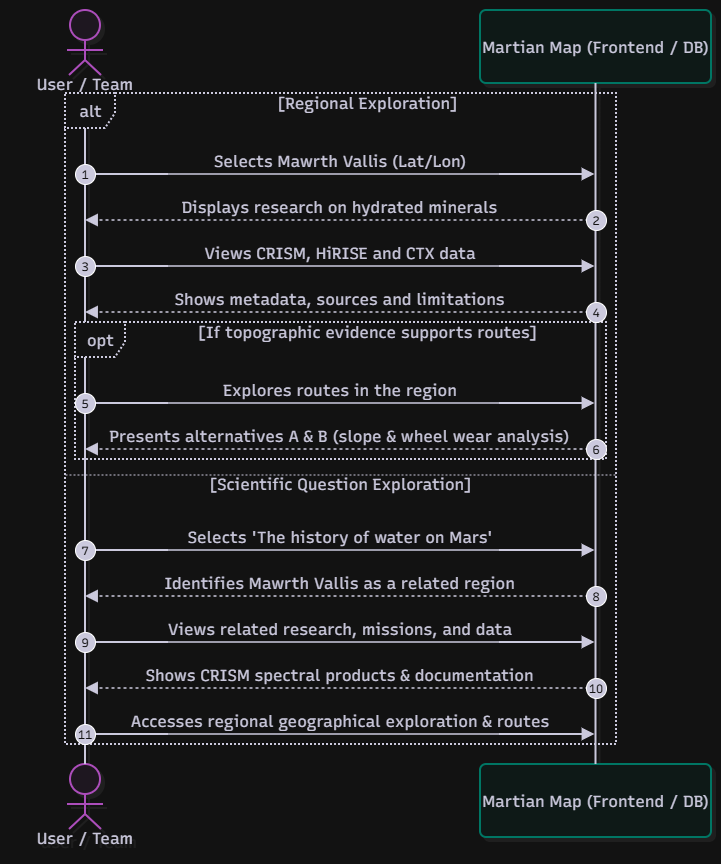 User / Team
Martian Map (Frontend / DB)
alt
[Regional Exploration]
1
Selects Mawrth Vallis (Lat/Lon)
Displays research on hydrated minerals
2
3
Views CRISM, HiRISE and CTX data
Shows metadata, sources and limitations
4
opt
[If topographic evidence supports routes]
5
Explores routes in the region
Presents alternatives A & B (slope & wheel wear analysis)
6
[Scientific Question Exploration]
7
Selects 'The history of water on Mars'
Identifies Mawrth Vallis as a related region
8
9
Views related research, missions, and data
Shows CRISM spectral products & documentation
10
11
Accesses regional geographical exploration & routes
User / Team
Martian Map (Frontend / DB)